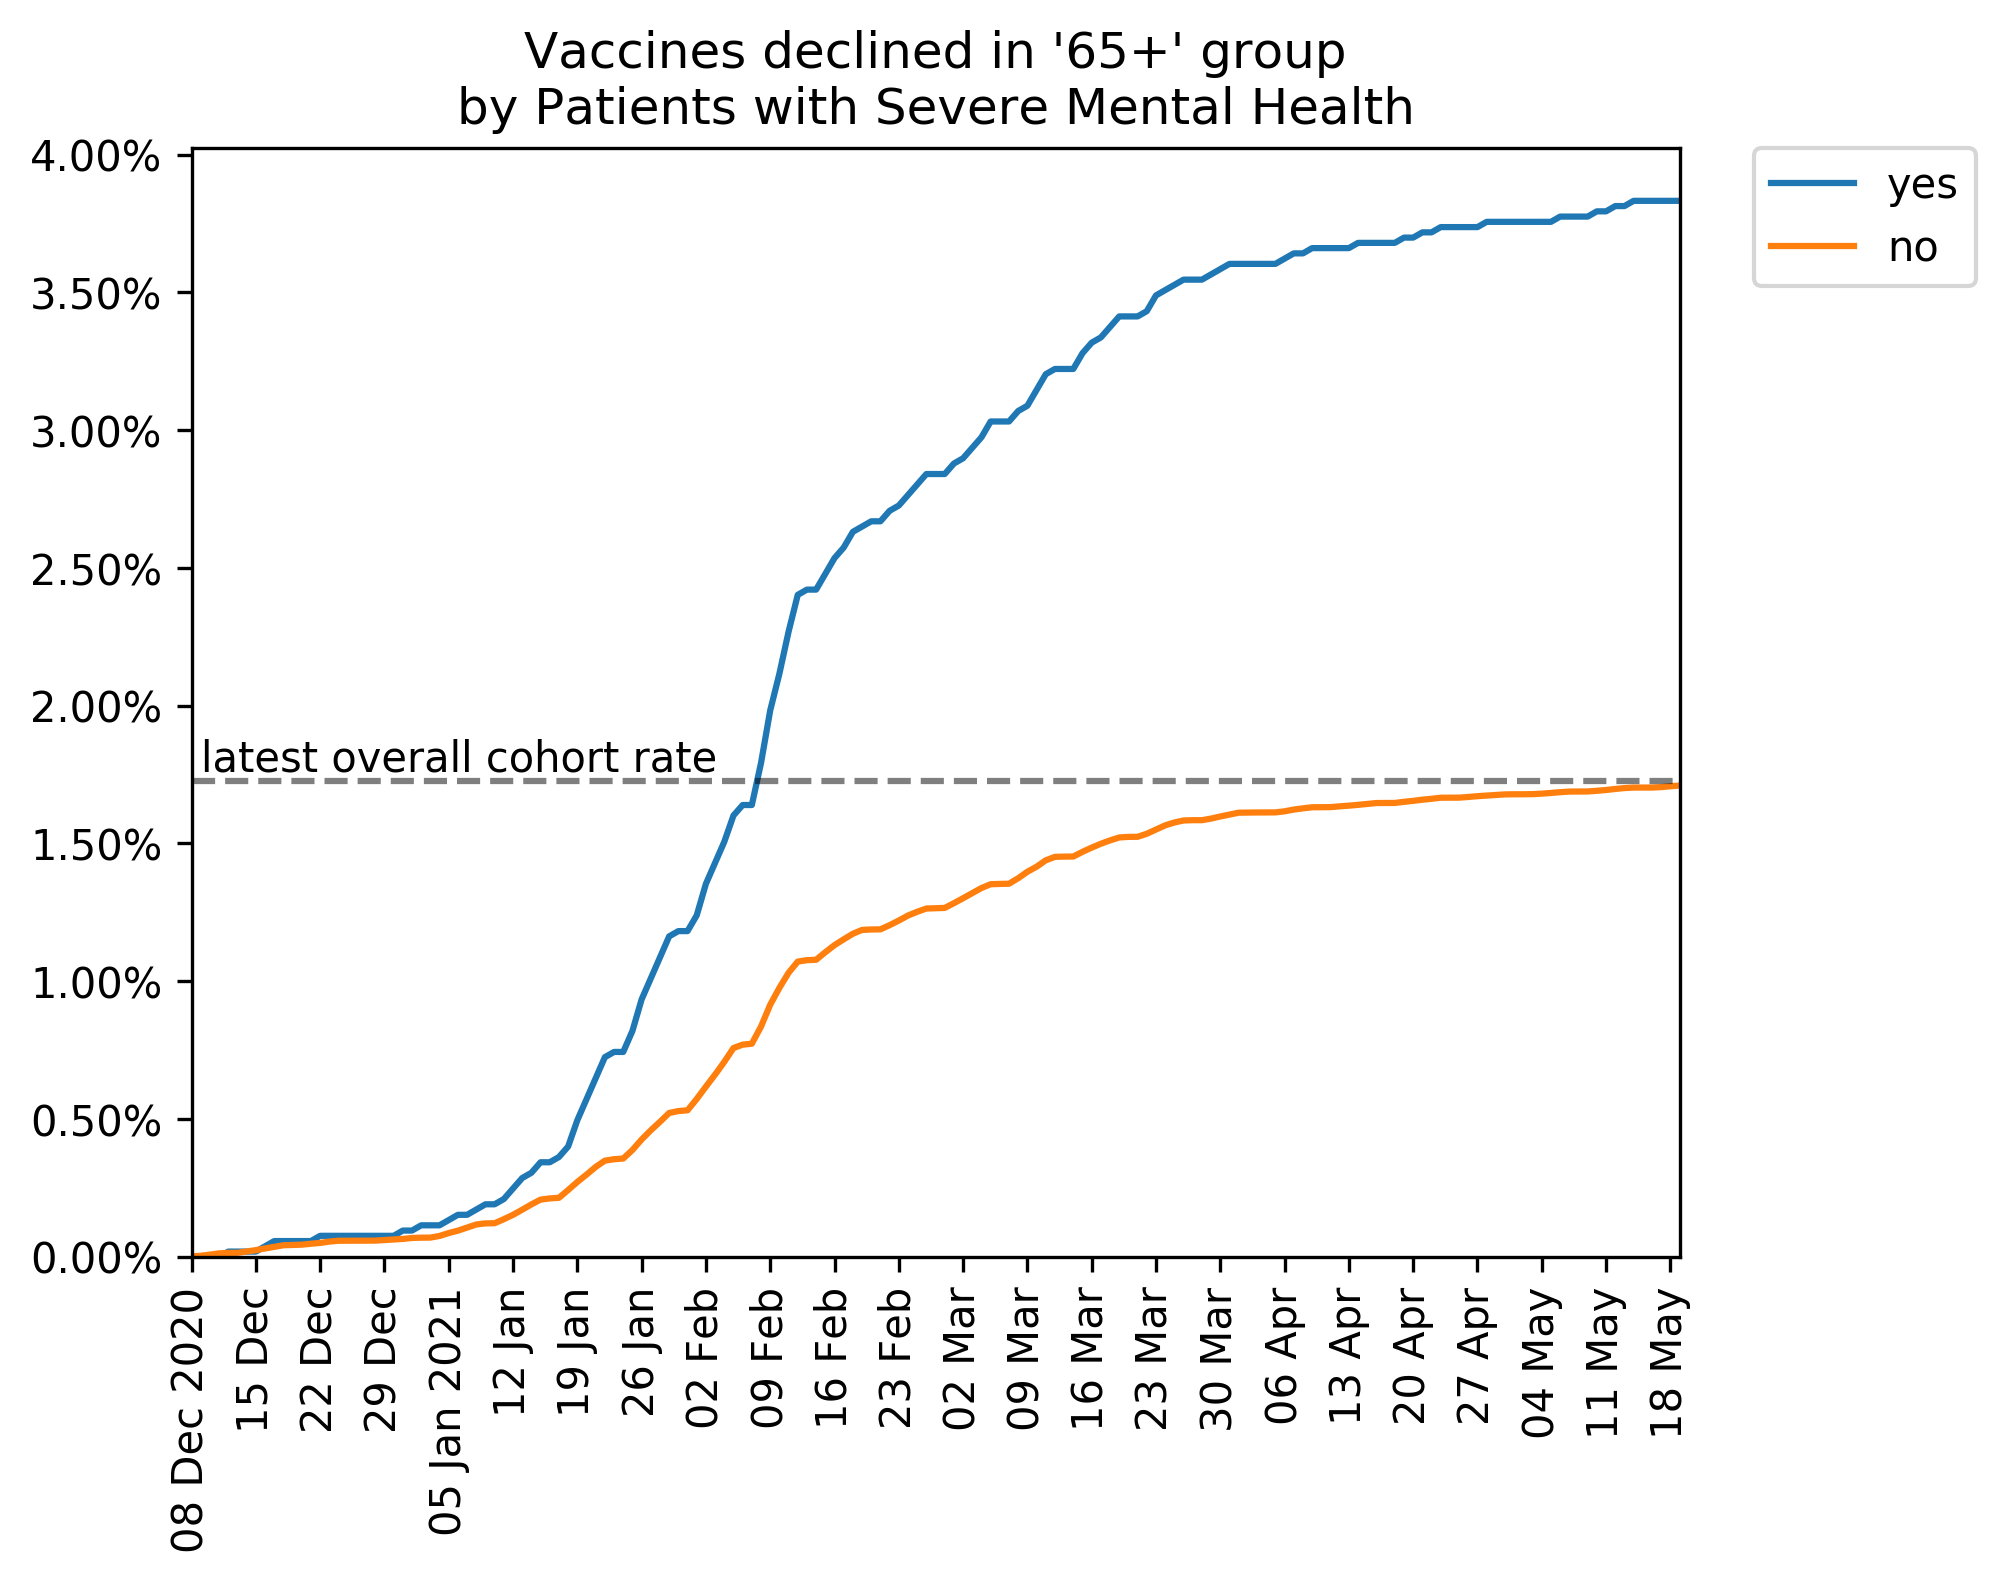 Vaccines declined in '65+' group
by Patients with Severe Mental Health
4.00%
3.50%
3.00%
2.50%
2.00%
1.50%
1.00%
0.50%
0.00%
latest overall cohort rate
yes
no
08 Dec 2020
15 Dec
22 Dec
29 Dec
05 Jan 2021
12 Jan
19 Jan
26 Jan
02 Feb
09 Feb
16 Feb
23 Feb
02 Mar
09 Mar
16 Mar
23 Mar
30 Mar
06 Apr
13 Apr
20 Apr
27 Apr
04 May
11 May
18 May